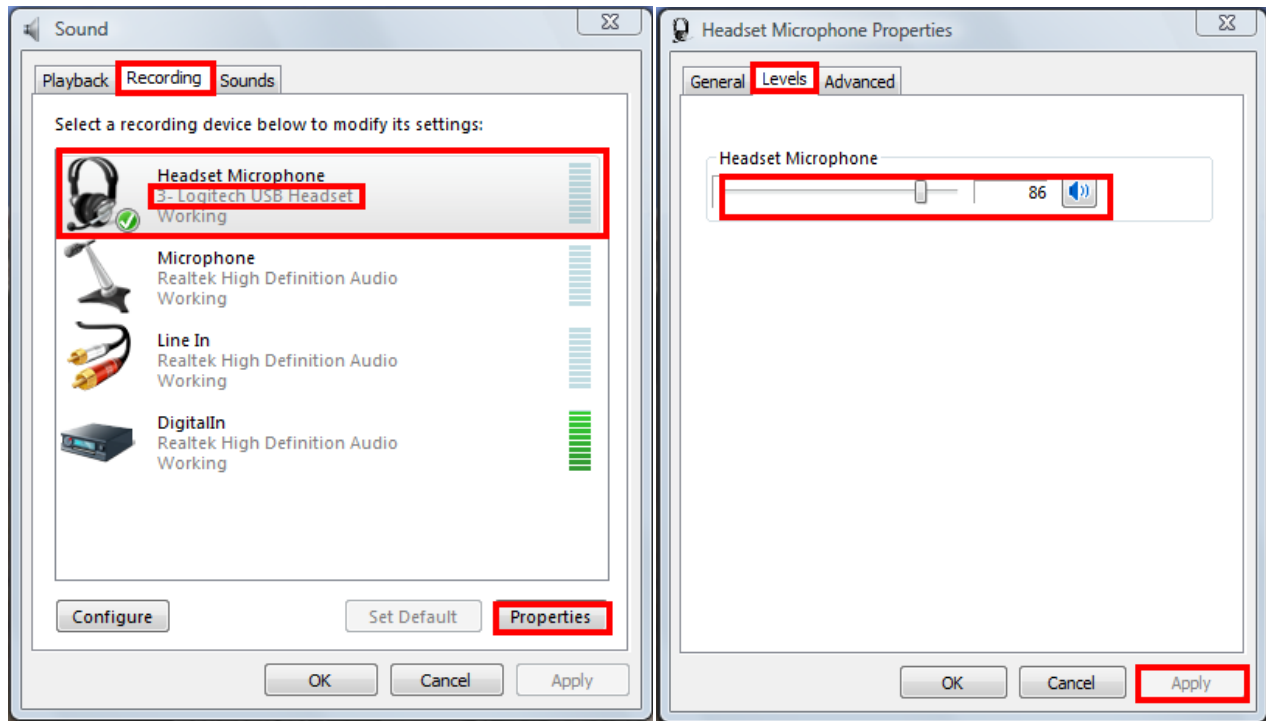 Sound
Playback Recording Sounds
Select a recording device below to modify its settings:
Headset Microphone
3- Logitech USB Headset
Working
Microphone
Realtek High Definition Audio
Working
Line In
Realtek High Definition Audio
Working
DigitalIn
Realtek High Definition Audio
Working
Configure Set Default Properties
OK Cancel Apply
Headset Microphone Properties
General Levels Advanced
Headset Microphone
86
OK Cancel Apply